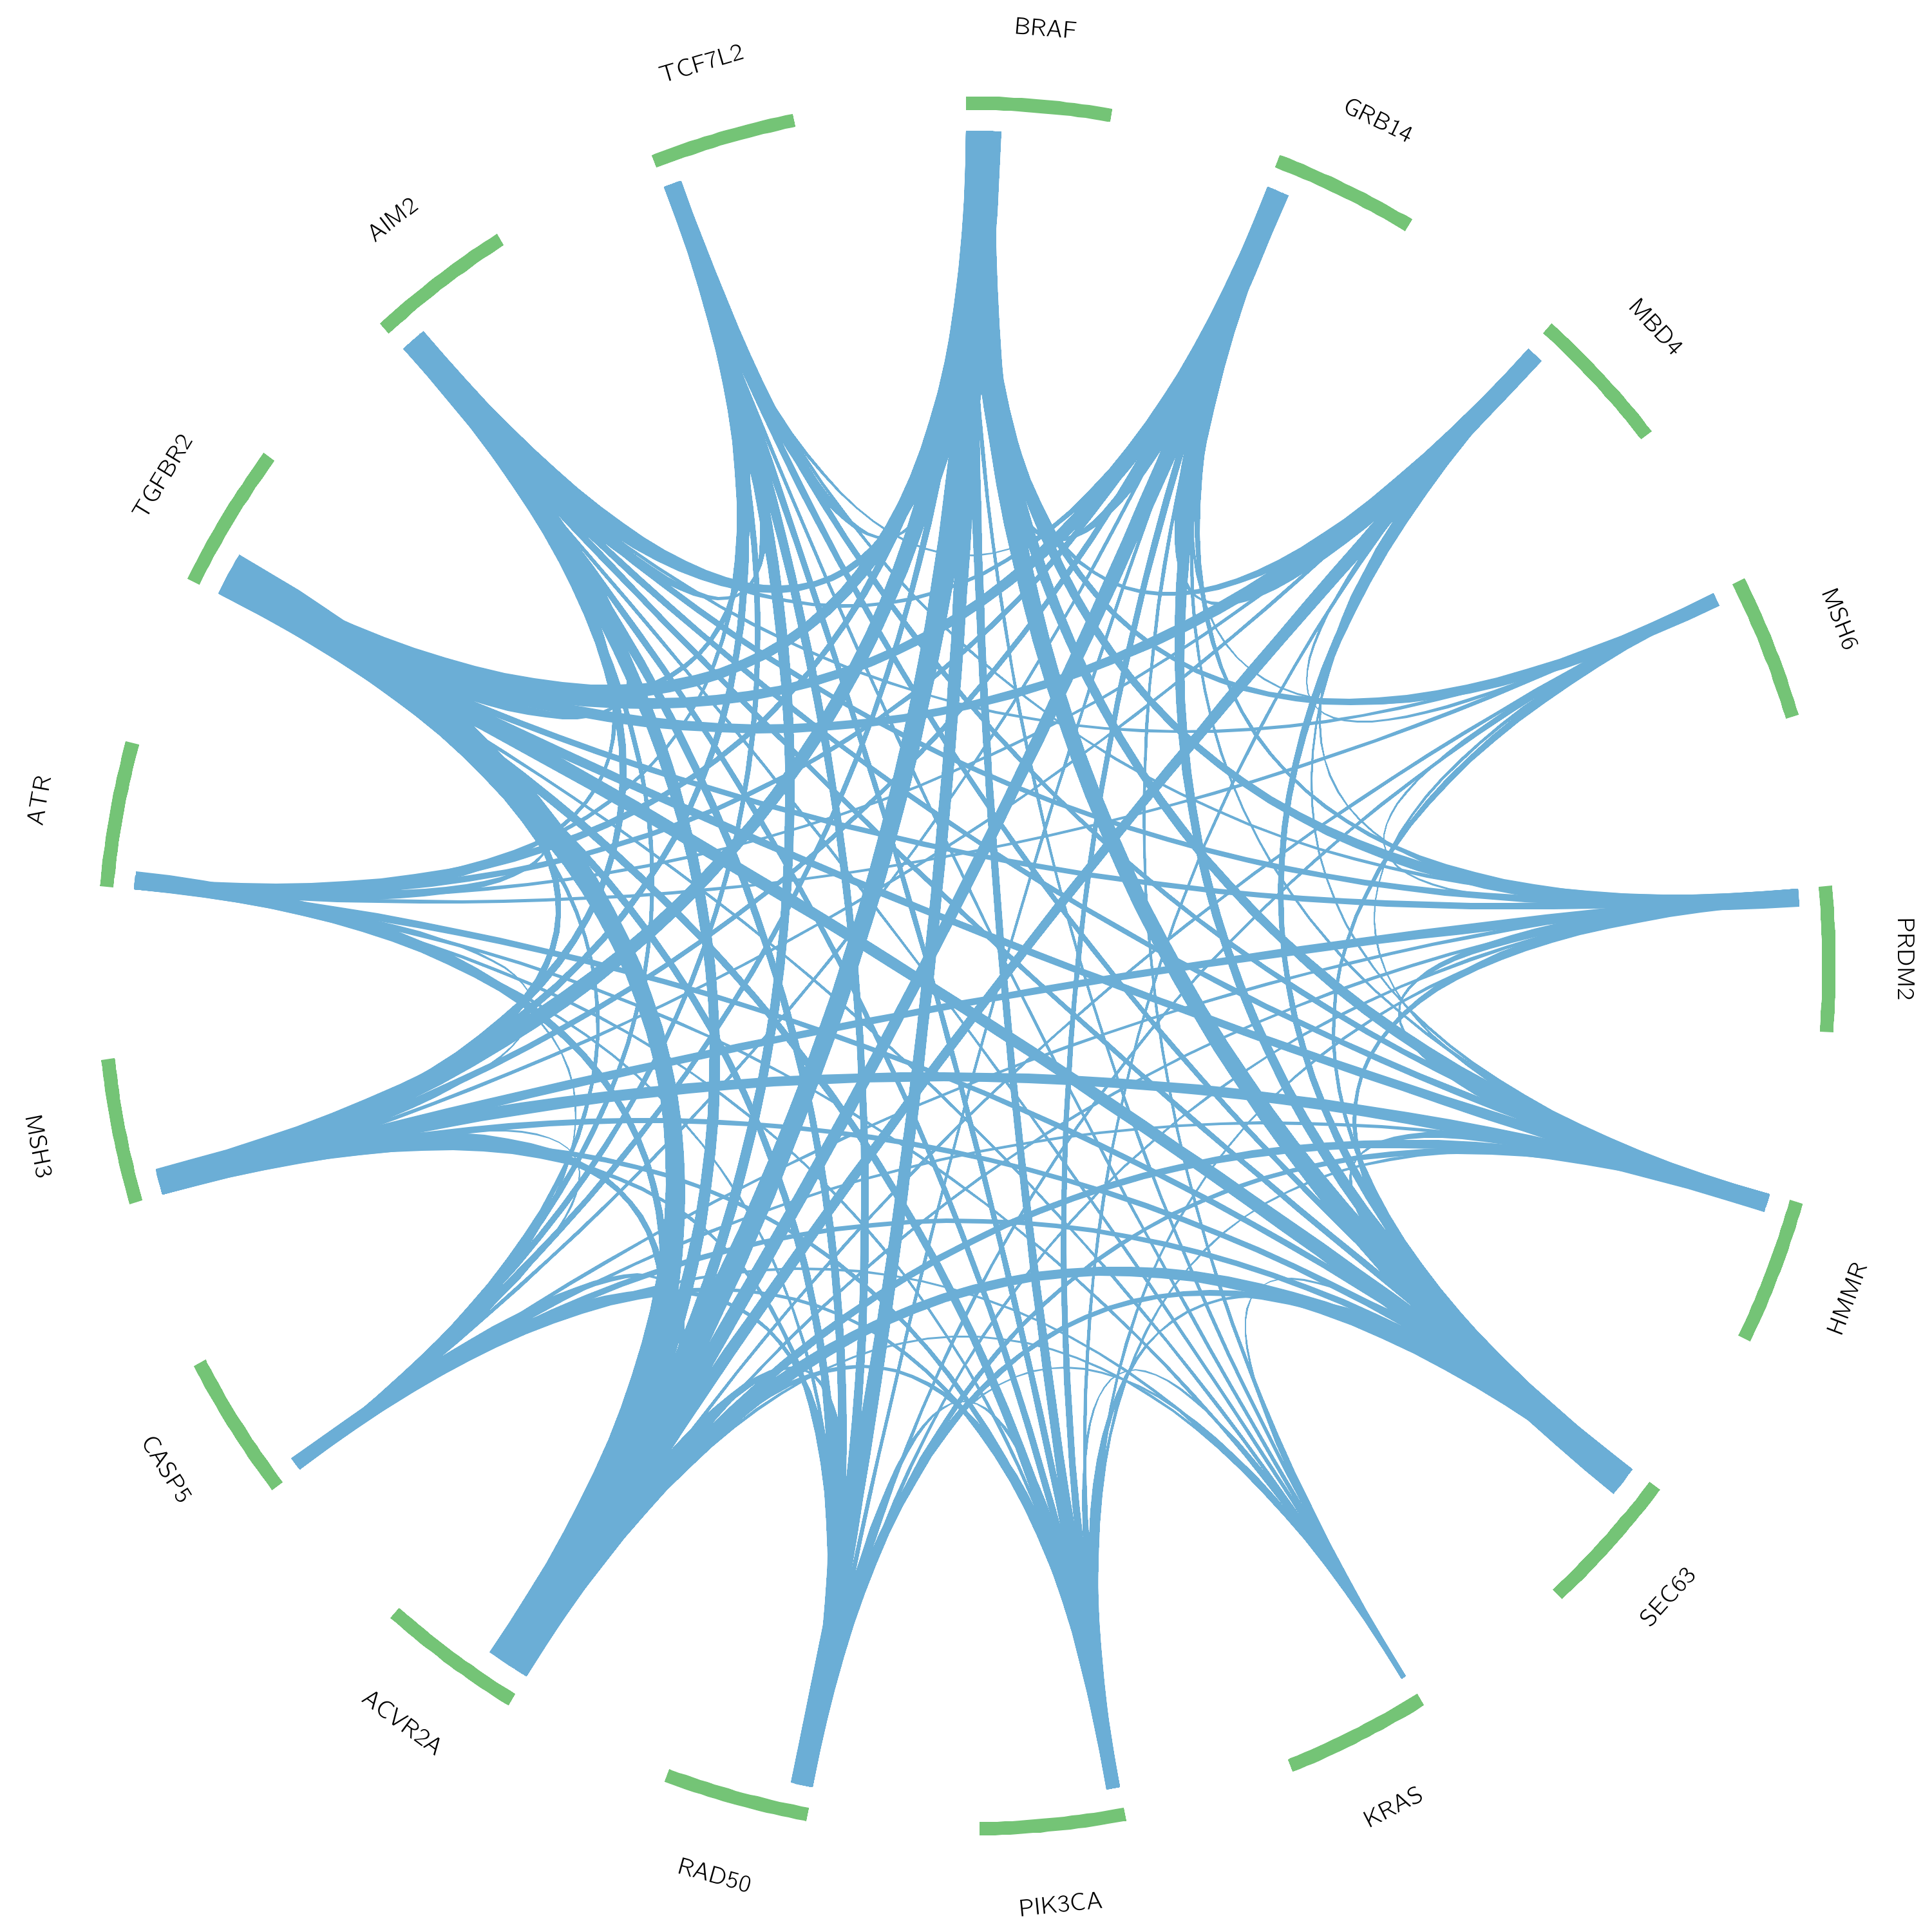 BRAF
GRB14
MBD4
MSH6
PRDM2
HMMR
SEC63
KRAS
PIK3CA
RAD50
ACVR2A
CASP5
MSH3
ATR
TGFBR2
AIM2
TCF7L2